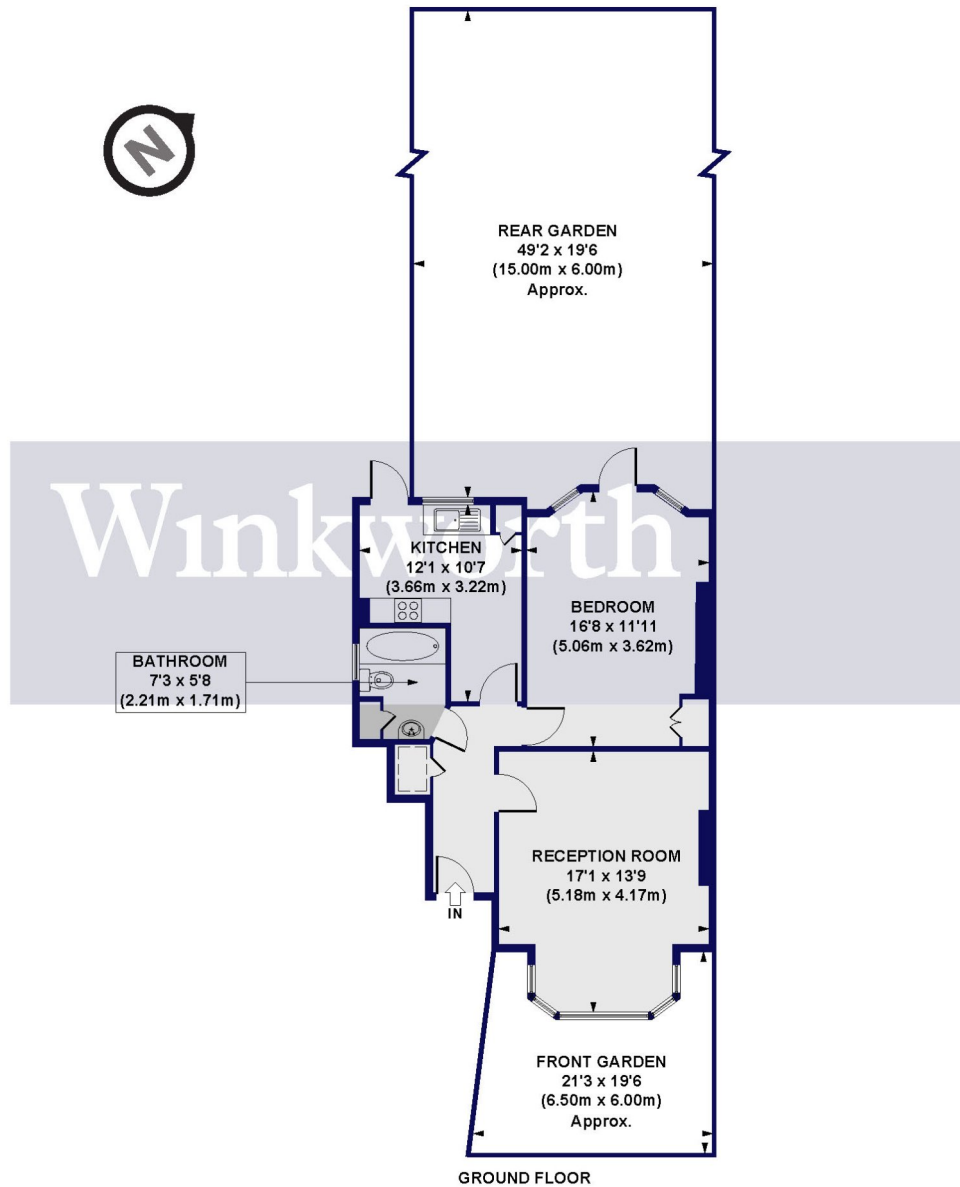 N
REAR GARDEN
49'2 x 19'6
(15.00m x 6.00m)
Approx.
Winkworth
KITCHEN
12'1 x 10'7
(3.66m x 3.22m)
BEDROOM
16'8 x 11'11
(5.06m x 3.62m)
BATHROOM
7'3 x 5'8
(2.21m x 1.71m)
RECEPTION ROOM
17'1 x 13'9
(5.18m x 4.17m)
IN
FRONT GARDEN
21'3 x 19'6
(6.50m x 6.00m)
Approx.
GROUND FLOOR